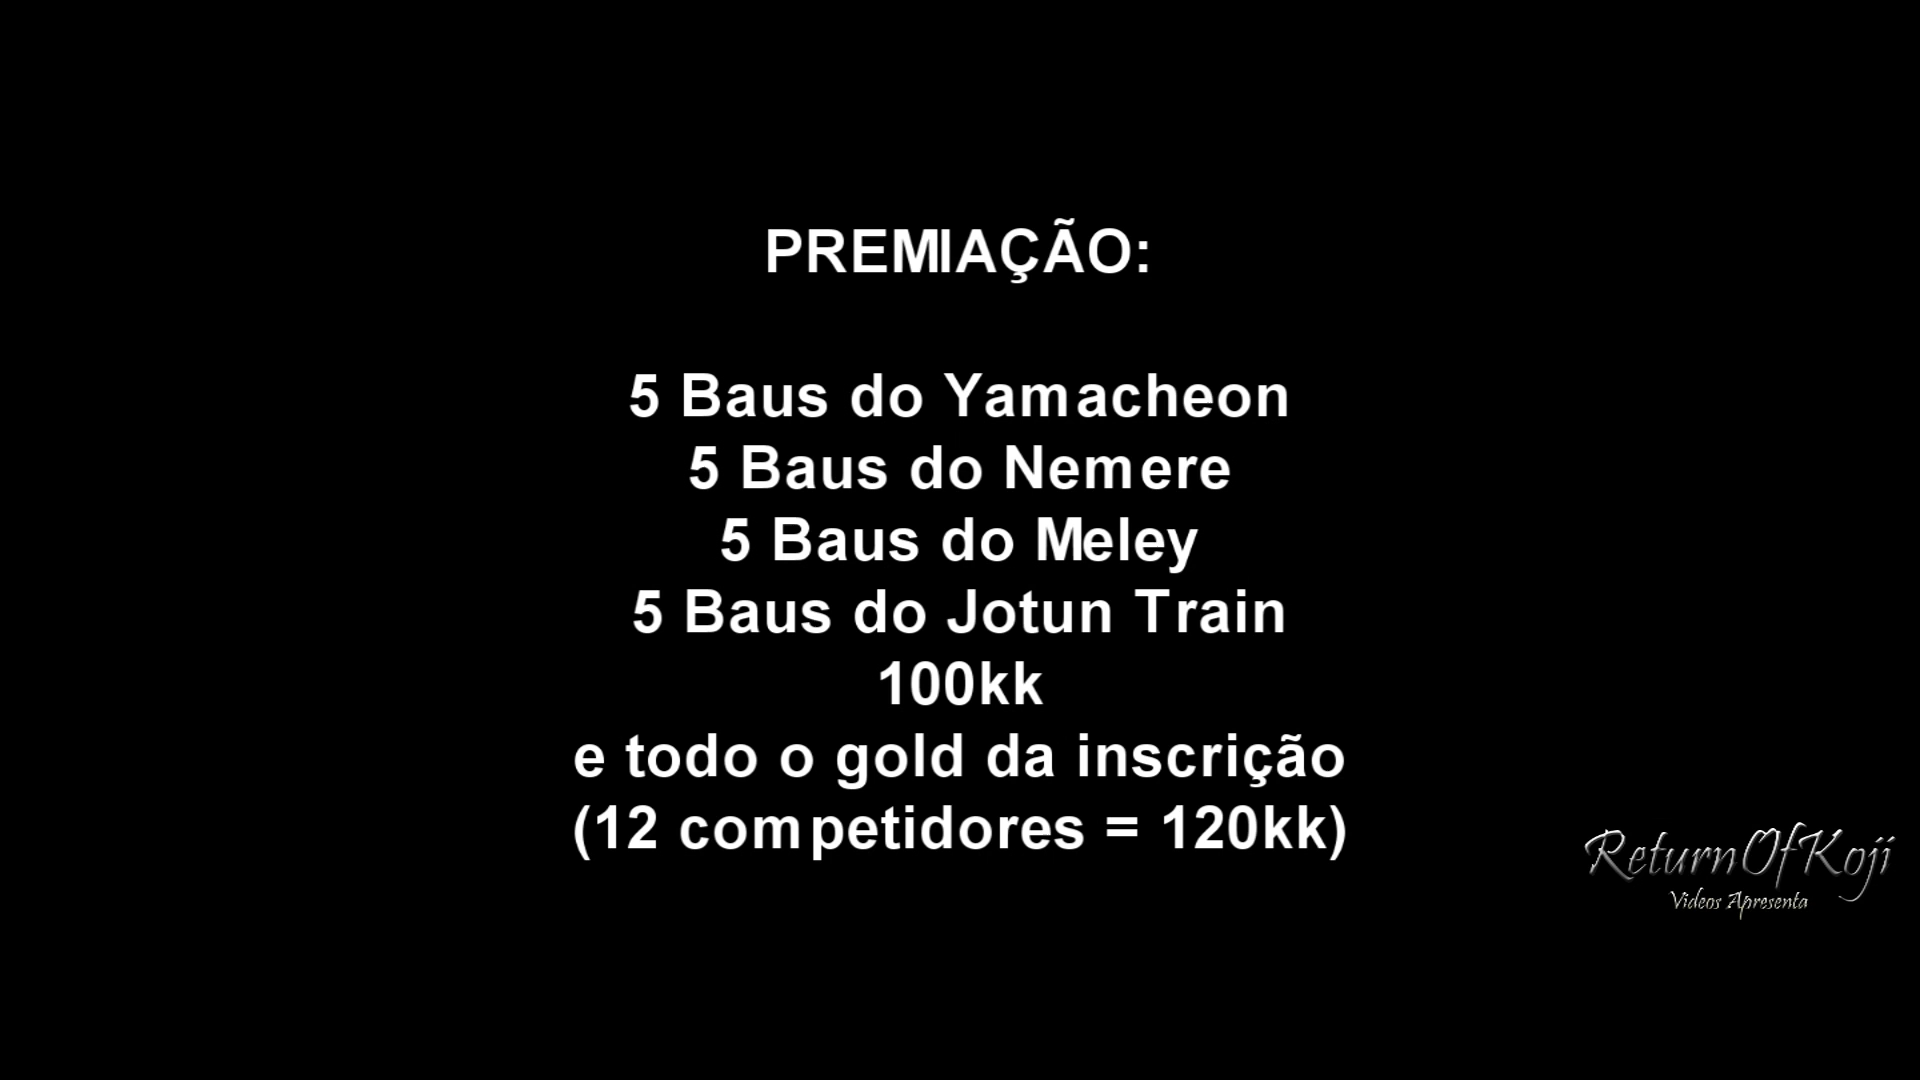 PREMIAÇÃO:
5 Baus do Yamacheon
5 Baus do Nemere
5 Baus do Meley
5 Baus do Jotun Train
100kk
e todo o gold da inscrição
(12 competidores = 120kk)
ReturnOfKoji
Videos Apresenta